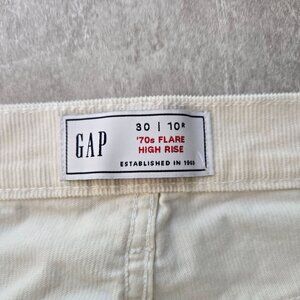 GAP
30 | 10R
'70s FLARE
HIGH RISE
ESTABLISHED IN 1969